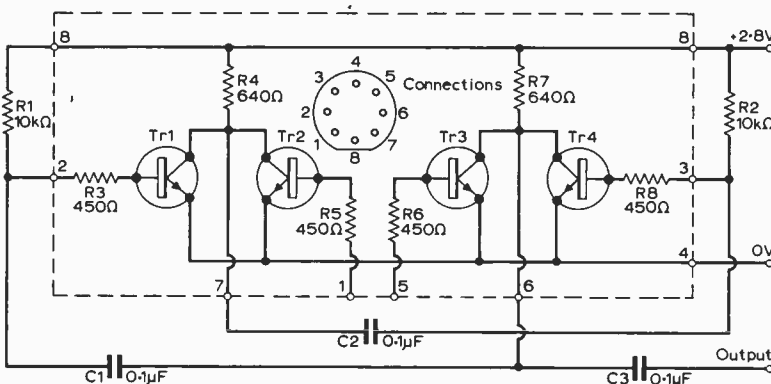 8
8
+2·8V
R4
640Ω
4
3
5
Connections
R7
640Ω
R1
10kΩ
2
6
R2
10kΩ
Tr1
Tr2
1
7
Tr3
Tr4
8
2
3
R3
450Ω
R5
450Ω
R6
450Ω
R8
450Ω
4
0V
7
1
5
6
C2
0·1µF
Output
C1
0·1µF
C3
0·1µF